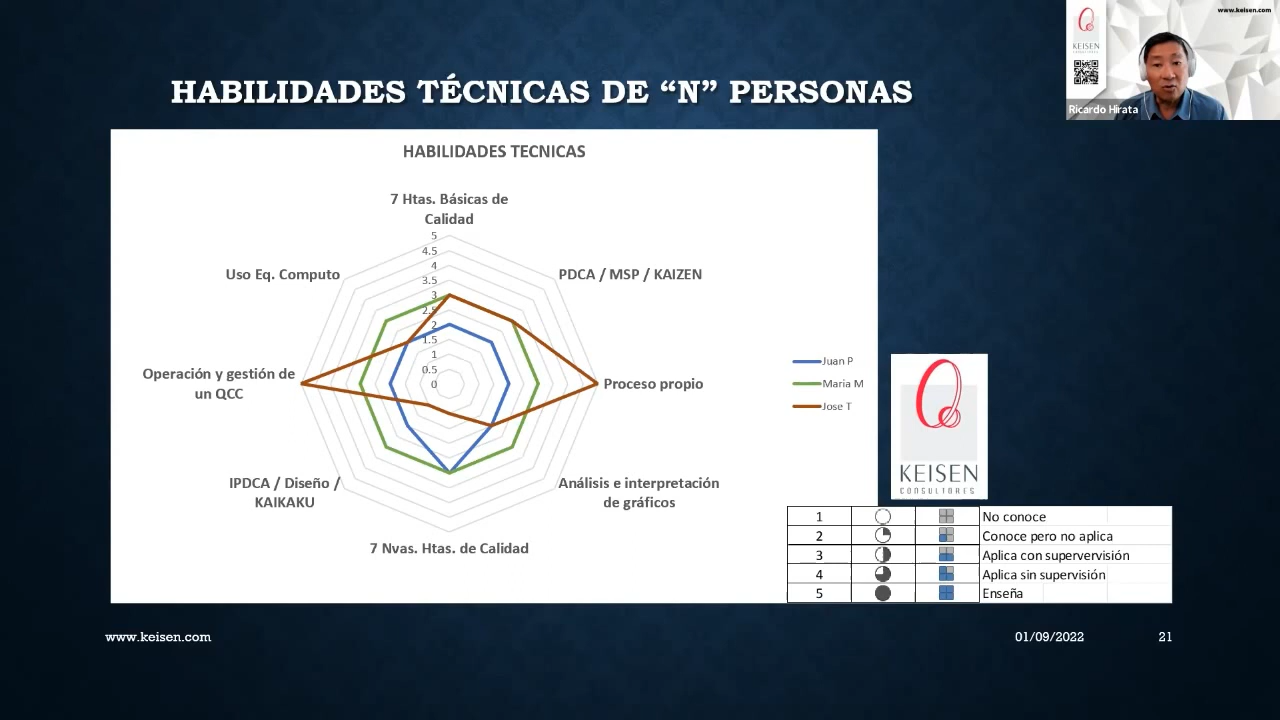 www.keisen.com
KEISEN
Ricardo Hirata
HABILIDADES TÉCNICAS DE “N” PERSONAS
HABILIDADES TECNICAS
7 Htas. Básicas de
Calidad
5
4.5
4
3.5
3
2.5
2
1.5
1
0.5
0
Uso Eq. Computo
PDCA / MSP / KAIZEN
Operación y gestión de
un QCC
Proceso propio
IPDCA / Diseño /
KAIKAKU
Análisis e interpretación
de gráficos
7 Nvas. Htas. de Calidad
Juan P
Maria M
Jose T
KEISEN
CONSULTORES
1 No conoce
2 Conoce pero no aplica
3 Aplica con supervervisión
4 Aplica sin supervisión
5 Enseña
www.keisen.com
01/09/2022
21